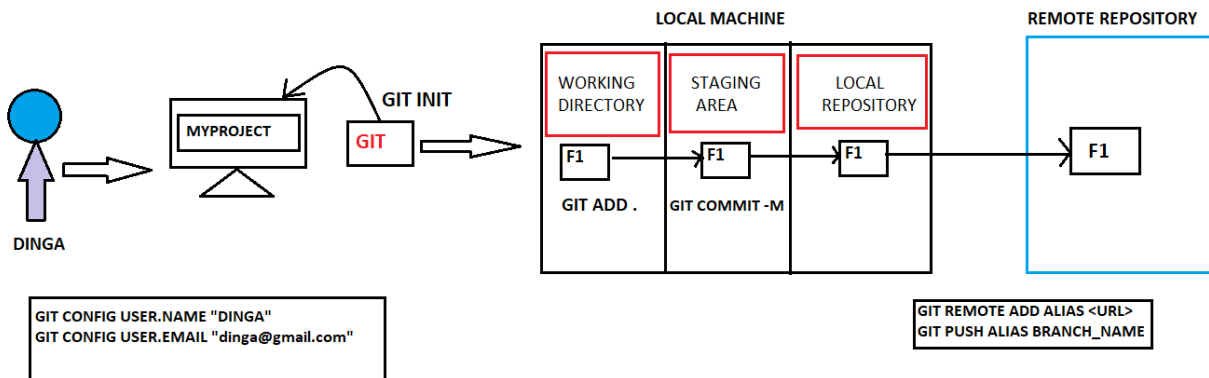 LOCAL MACHINE
REMOTE REPOSITORY
GIT INIT
MYPROJECT
GIT
WORKING
DIRECTORY
STAGING
AREA
LOCAL
REPOSITORY
F1
F1
F1
F1
GIT ADD .
GIT COMMIT -M
DINGA
GIT CONFIG USER.NAME "DINGA"
GIT CONFIG USER.EMAIL "dinga@gmail.com"
GIT REMOTE ADD ALIAS <URL>
GIT PUSH ALIAS BRANCH_NAME